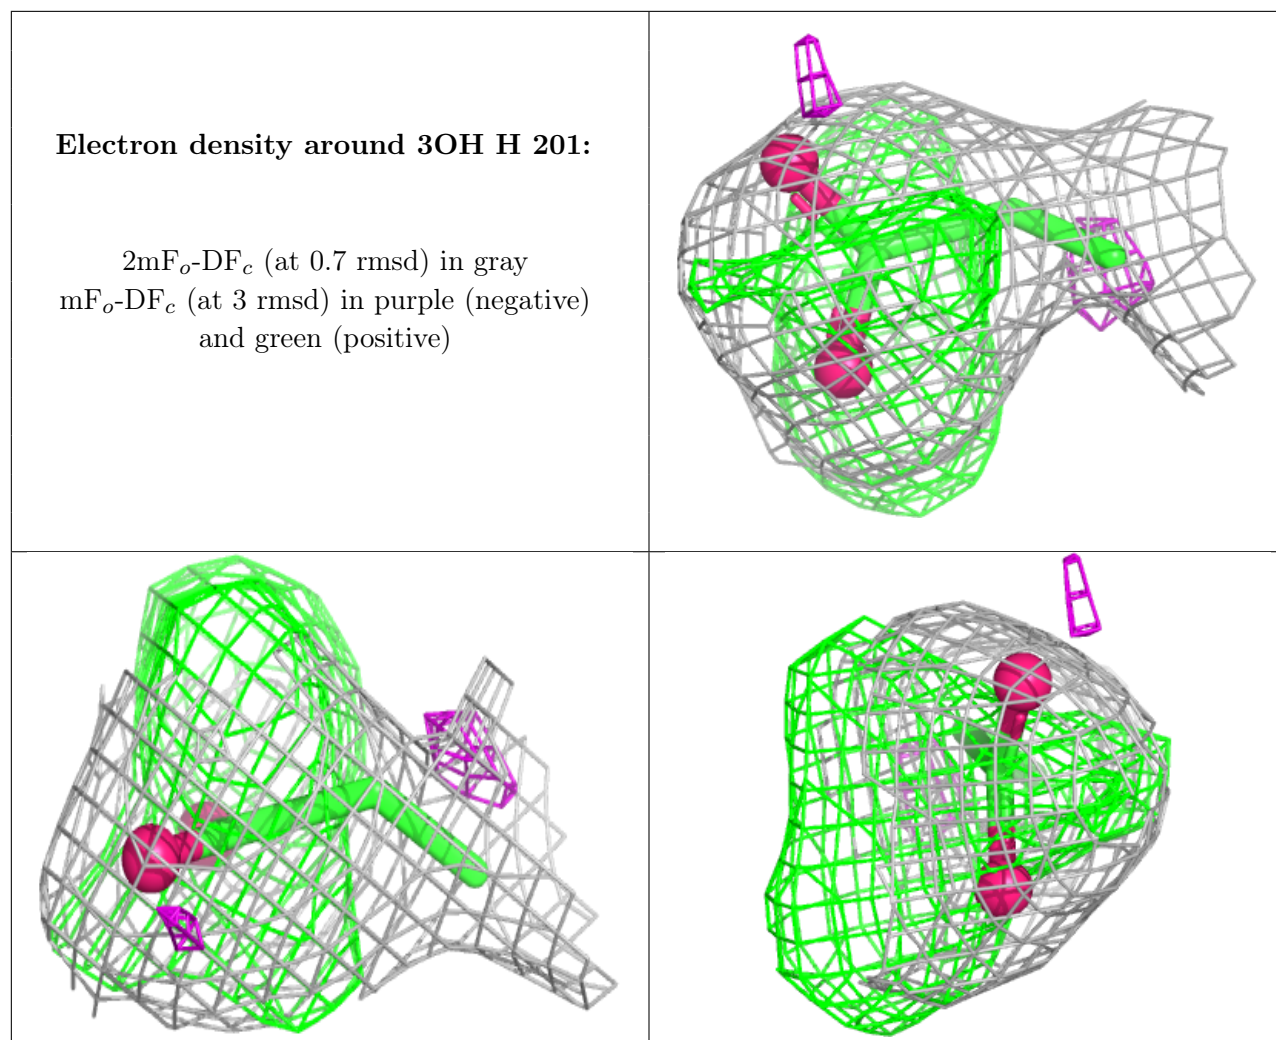 Electron density around 3OH H 201:
2mFo-DFc (at 0.7 rmsd) in gray
mFo-DFc (at 3 rmsd) in purple (negative)
and green (positive)